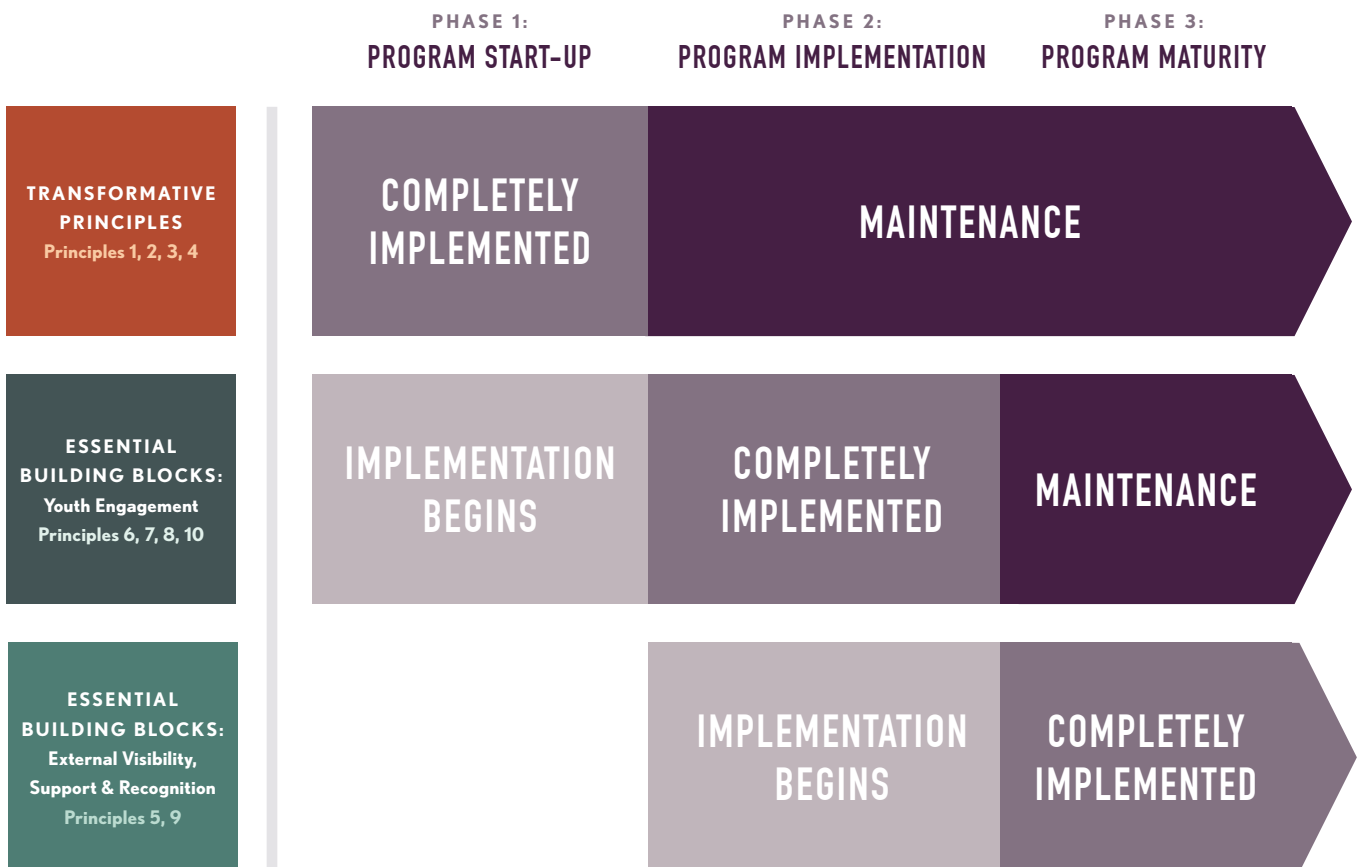 PHASE 1:
PROGRAM START-UP
PHASE 2:
PROGRAM IMPLEMENTATION
PHASE 3:
PROGRAM MATURITY
TRANSFORMATIVE
PRINCIPLES
Principles 1, 2, 3, 4
COMPLETELY
IMPLEMENTED
MAINTENANCE
ESSENTIAL
BUILDING BLOCKS:
Youth Engagement
Principles 6, 7, 8, 10
IMPLEMENTATION
BEGINS
COMPLETELY
IMPLEMENTED
MAINTENANCE
ESSENTIAL
BUILDING BLOCKS:
External Visibility,
Support & Recognition
Principles 5, 9
IMPLEMENTATION
BEGINS
COMPLETELY
IMPLEMENTED